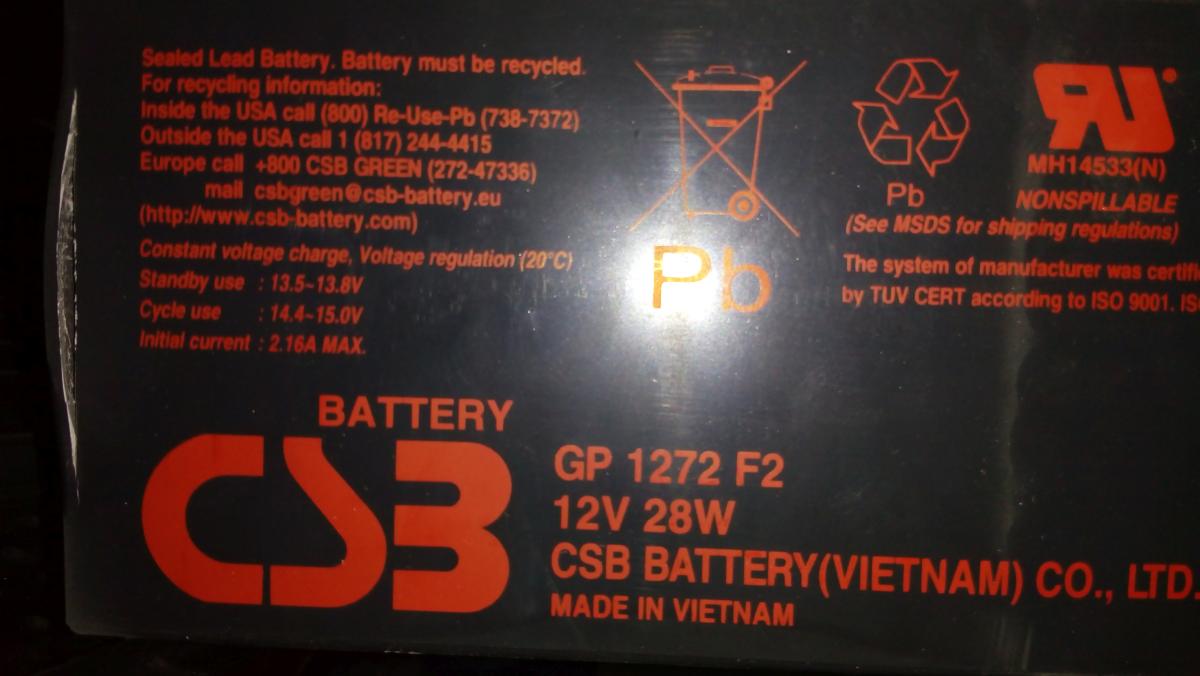 Sealed Lead Battery. Battery must be recycled.
For recycling information:
Inside the USA call (800) Re-Use-Pb (738-7372)
Outside the USA call 1 (817) 244-4415
Europe call +800 CSB GREEN (272-47336)
mail csbgreen@csb-battery.eu
(http://www.csb-battery.com)
Constant voltage charge, Voltage regulation (20°C)
Standby use : 13.5~13.8V
Cycle use : 14.4~15.0V
Initial current : 2.16A MAX.
Pb
Pb
RU
MH14533(N)
NONSPILLABLE
(See MSDS for shipping regulations)
The system of manufacturer was certif
by TUV CERT according to ISO 9001. IS
BATTERY
CSB
GP 1272 F2
12V 28W
CSB BATTERY(VIETNAM) CO., LTD.
MADE IN VIETNAM